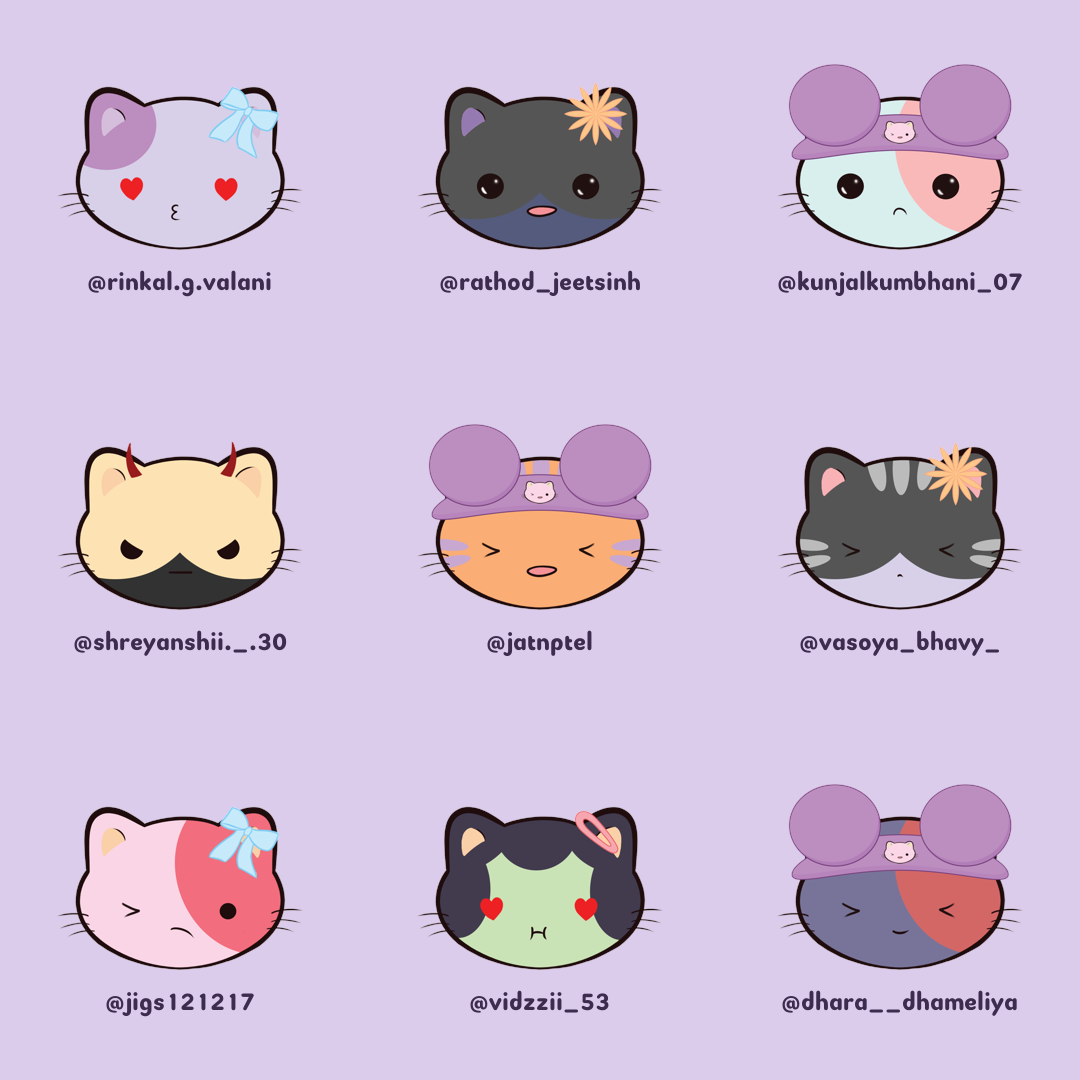 @rinkal.g.valani
@rathod_jeetsinh
@kunjalkumbhani_07
@shreyanshii._.30
@jatnptel
@vasoya_bhavy_
@jigs121217
@vidzzii_53
@dhara__dhameliya